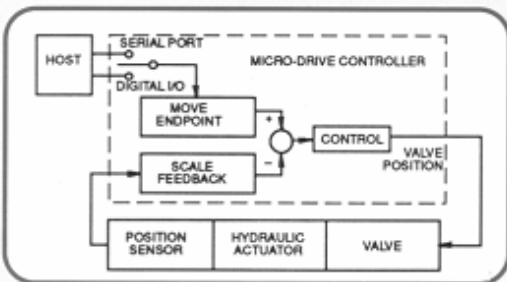 SERIAL PORT
HOST
MICRO-DRIVE CONTROLLER
DIGITAL I/O
MOVE
ENDPOINT
+
CONTROL
−
SCALE
FEEDBACK
VALVE
POSITION
POSITION
SENSOR
HYDRAULIC
ACTUATOR
VALVE